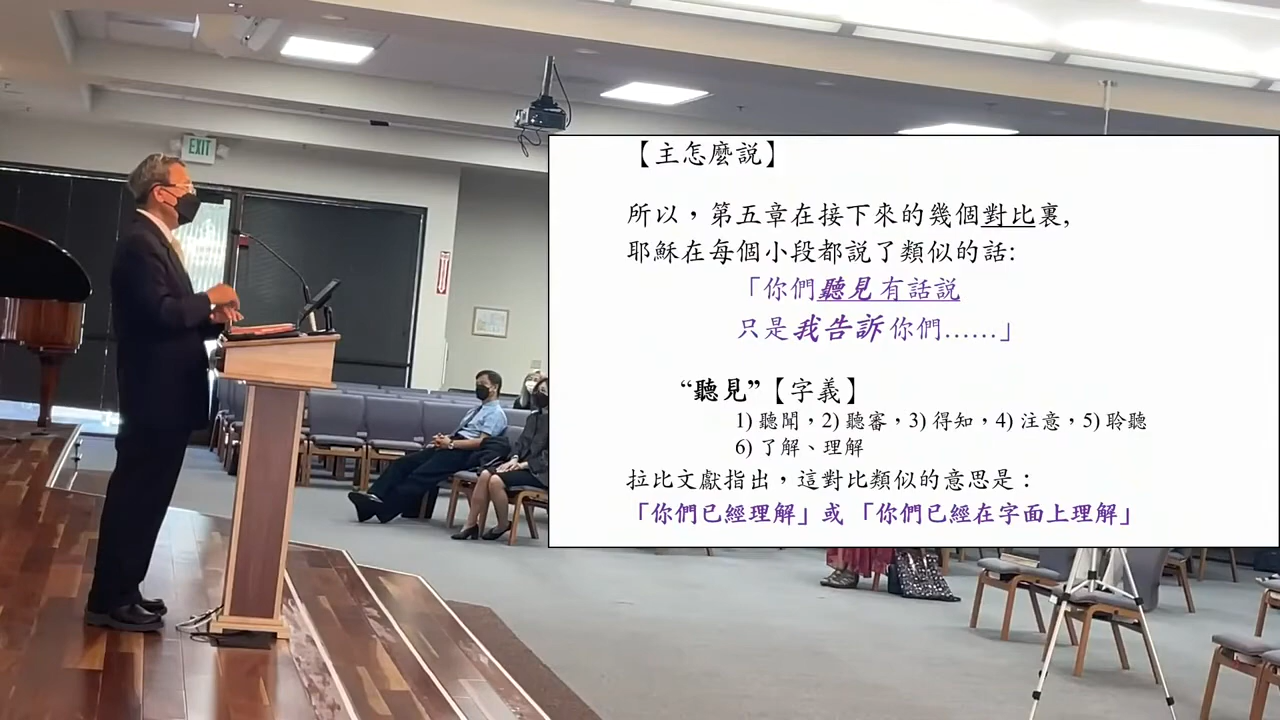 EXIT
【主怎麼説】
所以，第五章在接下來的幾個對比裏,
耶穌在每個小段都説了類似的話:
「你們聽見有話説
只是我告訴你們……」
“聽見”【字義】
1) 聽聞，2) 聽審，3) 得知，4) 注意，5) 聆聽
6) 了解、理解
拉比文獻指出，這對比類似的意思是：
「你們已經理解」或 「你們已經在字面上理解」